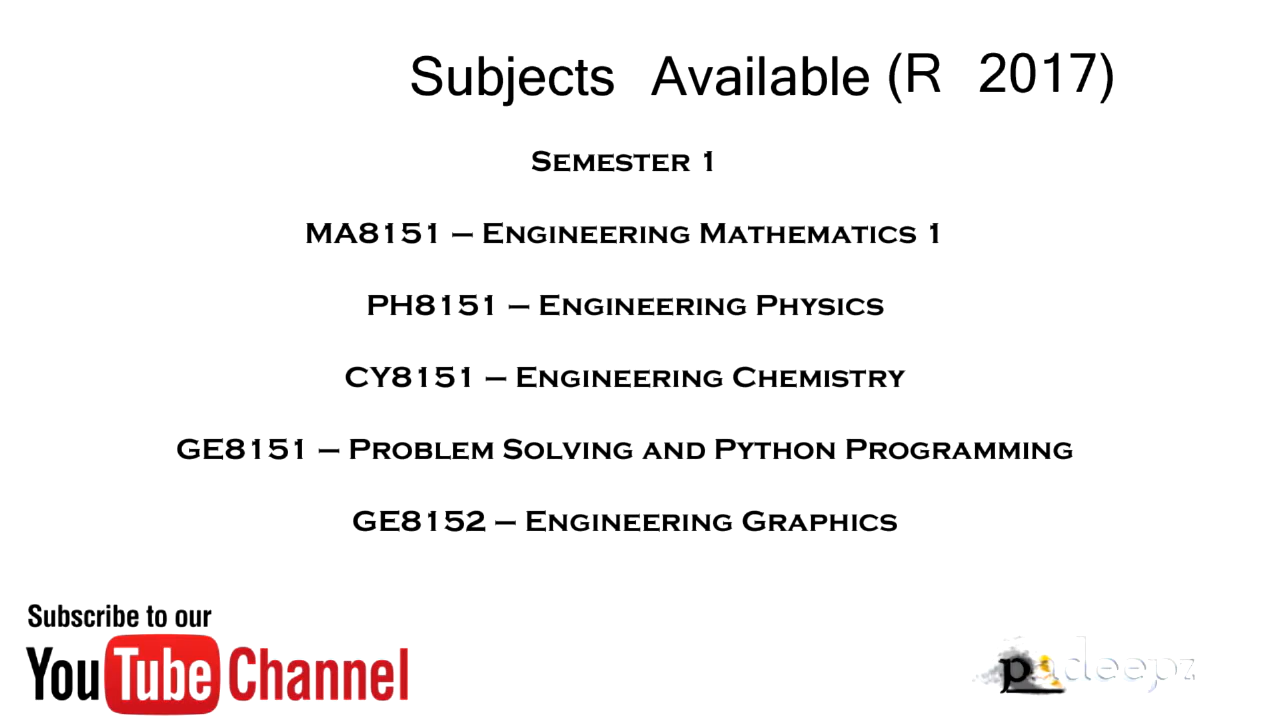 Subjects Available (R 2017)
SEMESTER 1
MA8151 – ENGINEERING MATHEMATICS 1
PH8151 – ENGINEERING PHYSICS
CY8151 – ENGINEERING CHEMISTRY
GE8151 – PROBLEM SOLVING AND PYTHON PROGRAMMING
GE8152 – ENGINEERING GRAPHICS
Subscribe to our
YouTube Channel
padeepz